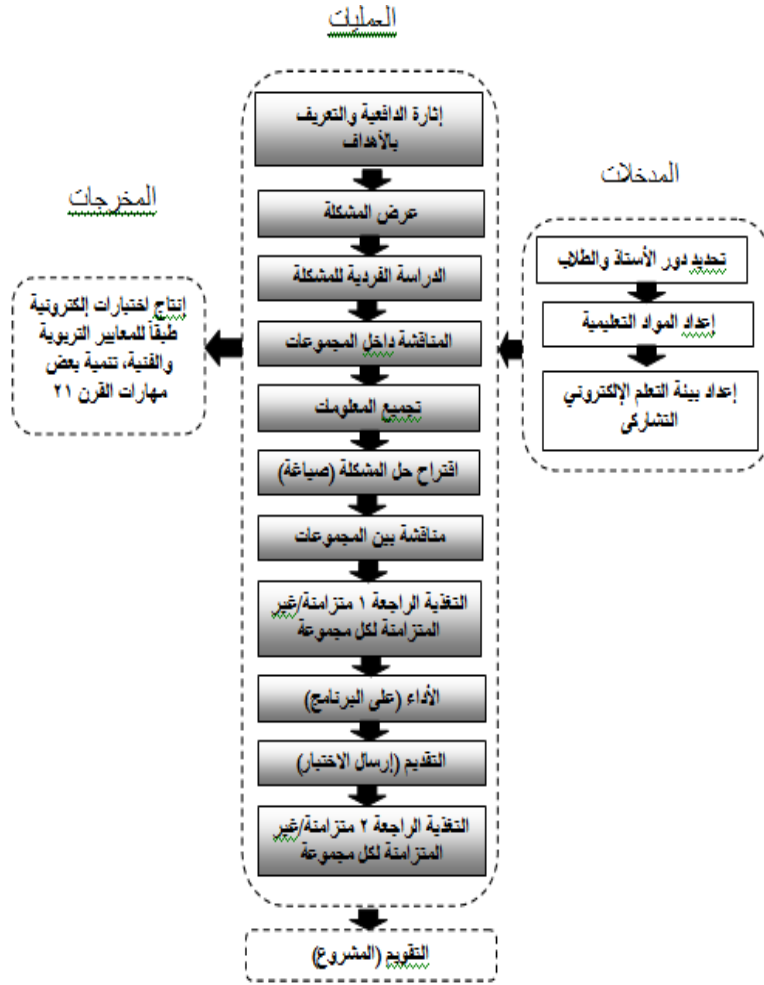 العمليات
المدخلات
تحديد دور الأستاذ والطلاب
إعداد المواد التعليمية
إعداد بيئة التعلم الإلكتروني
التشاركى
إثارة الدافعية والتعريف
بالأهداف
عرض المشكلة
الدراسة الفردية للمشكلة
المناقشة داخل المجموعات
تجميع المعلومات
اقتراح حل المشكلة (صياغة)
مناقشة بين المجموعات
التغذية الراجعة ١ متزامنة/غير
المتزامنة لكل مجموعة
الأداء (على البرنامج)
التقديم (إرسال الاختبار)
التغذية الراجعة ٢ متزامنة/غير
المتزامنة لكل مجموعة
التقويم (المشروع)
المخرجات
إنتاج اختبارات إلكترونية
طبقاً للمعايير التربوية
والفنية، تنمية بعض
مهارات القرن ٢١